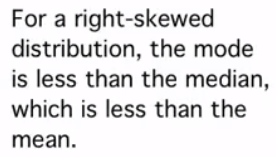 For a right-skewed
distribution, the mode
is less than the median,
which is less than the
mean.